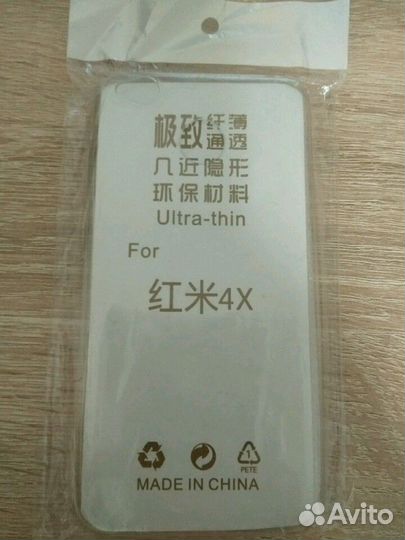 极致纤薄通透
几近隐形
环保材料
Ultra-thin
For
红米4X
1
PETE
MADE IN CHINA
Avito